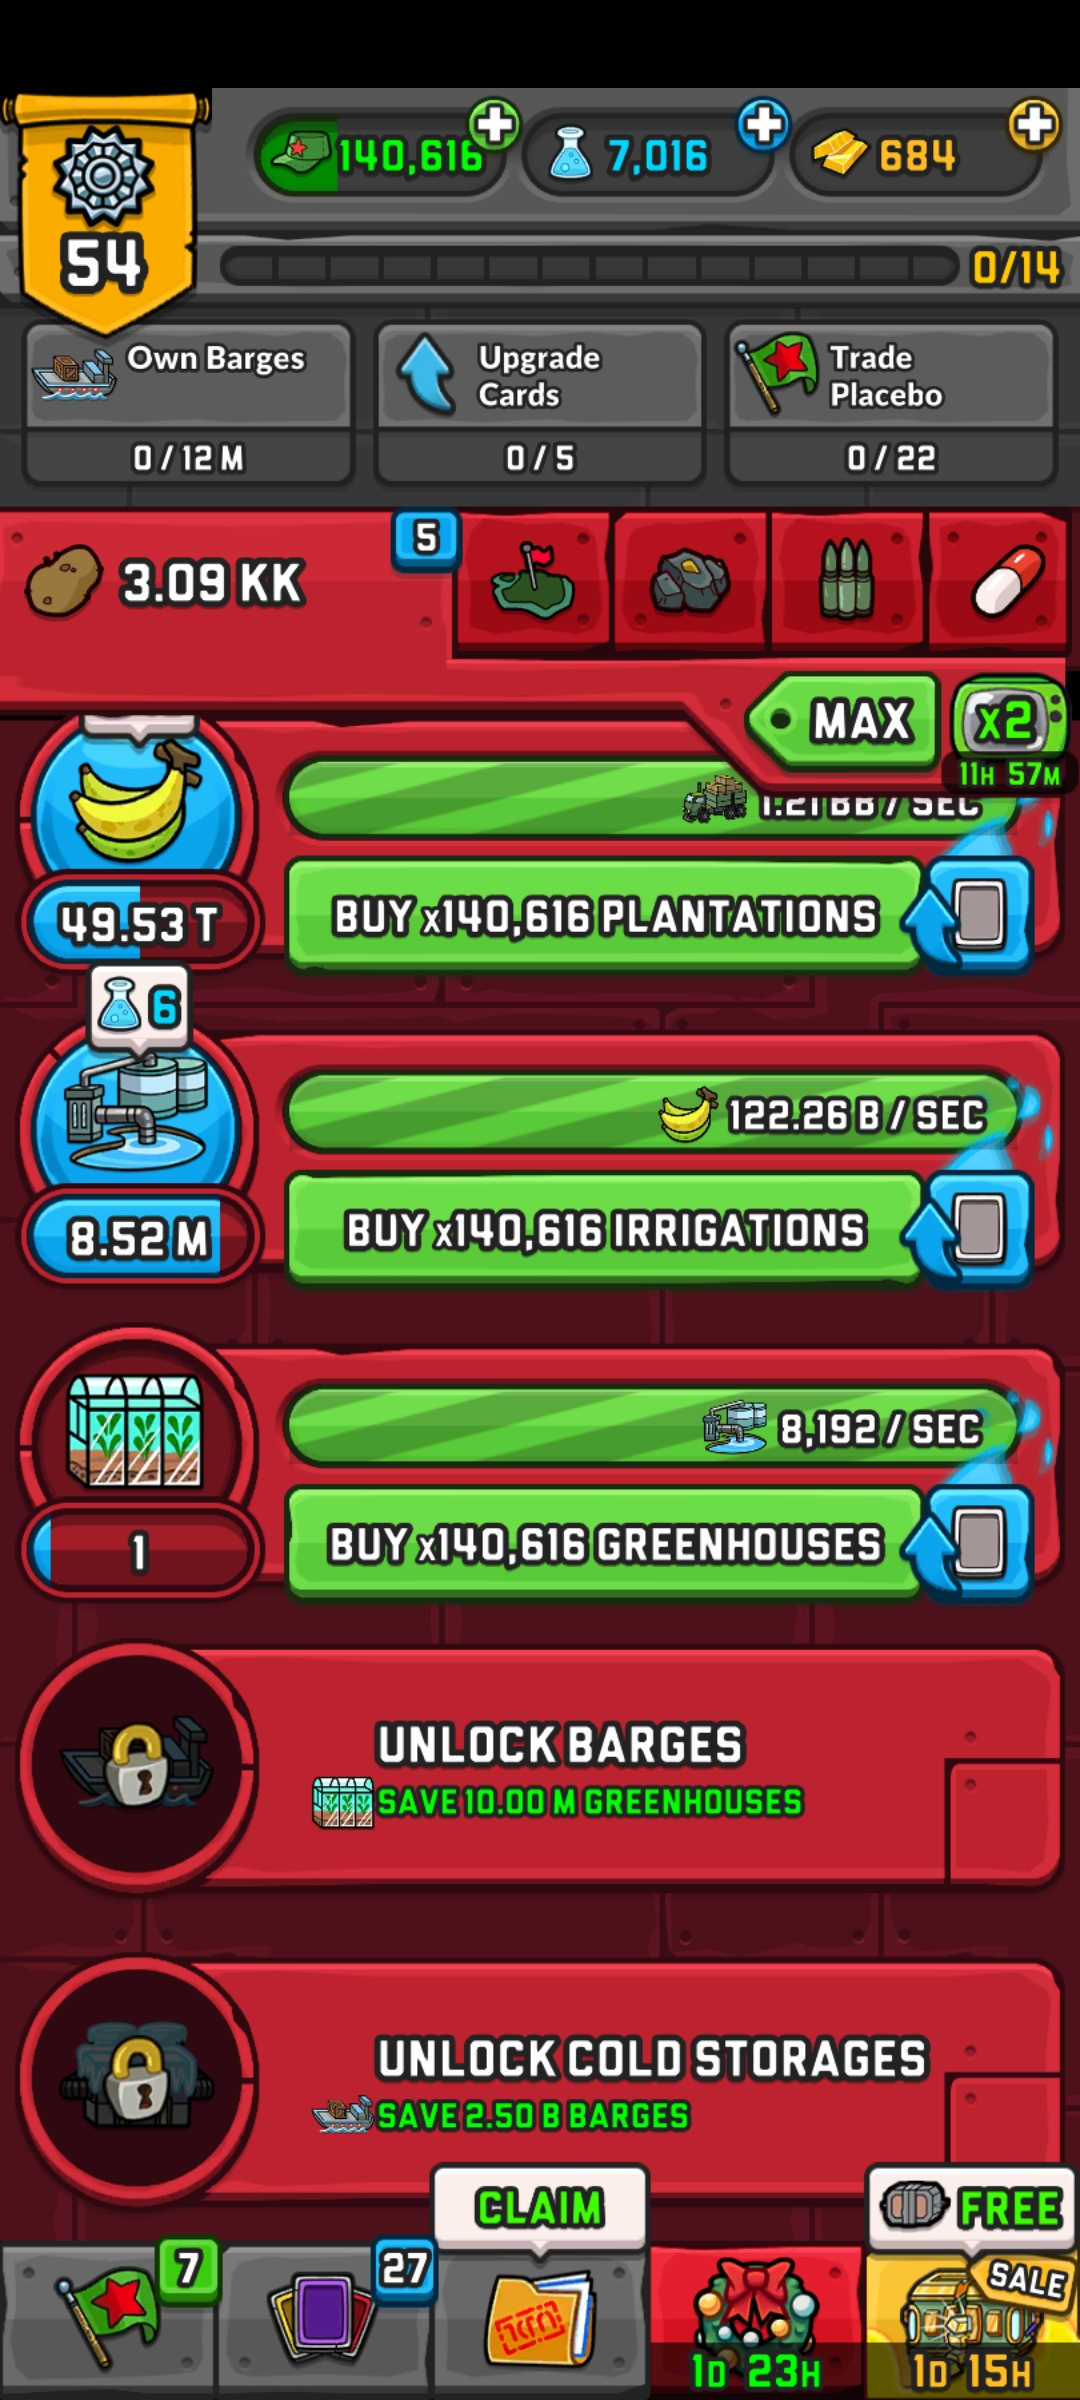 140,616
7,016
684
54
0/14
Own Barges
0 / 12 M
Upgrade
Cards
0 / 5
Trade
Placebo
0 / 22
3.09 KK
5
MAX
x2
11H 57M
1.21 BB / SEC
49.53 T
BUY x140,616 PLANTATIONS
6
122.26 B / SEC
8.52 M
BUY x140,616 IRRIGATIONS
8,192 / SEC
1
BUY x140,616 GREENHOUSES
UNLOCK BARGES
SAVE 10.00 M GREENHOUSES
UNLOCK COLD STORAGES
SAVE 2.50 B BARGES
CLAIM
FREE
7
27
SALE
1D 23H
1D 15H